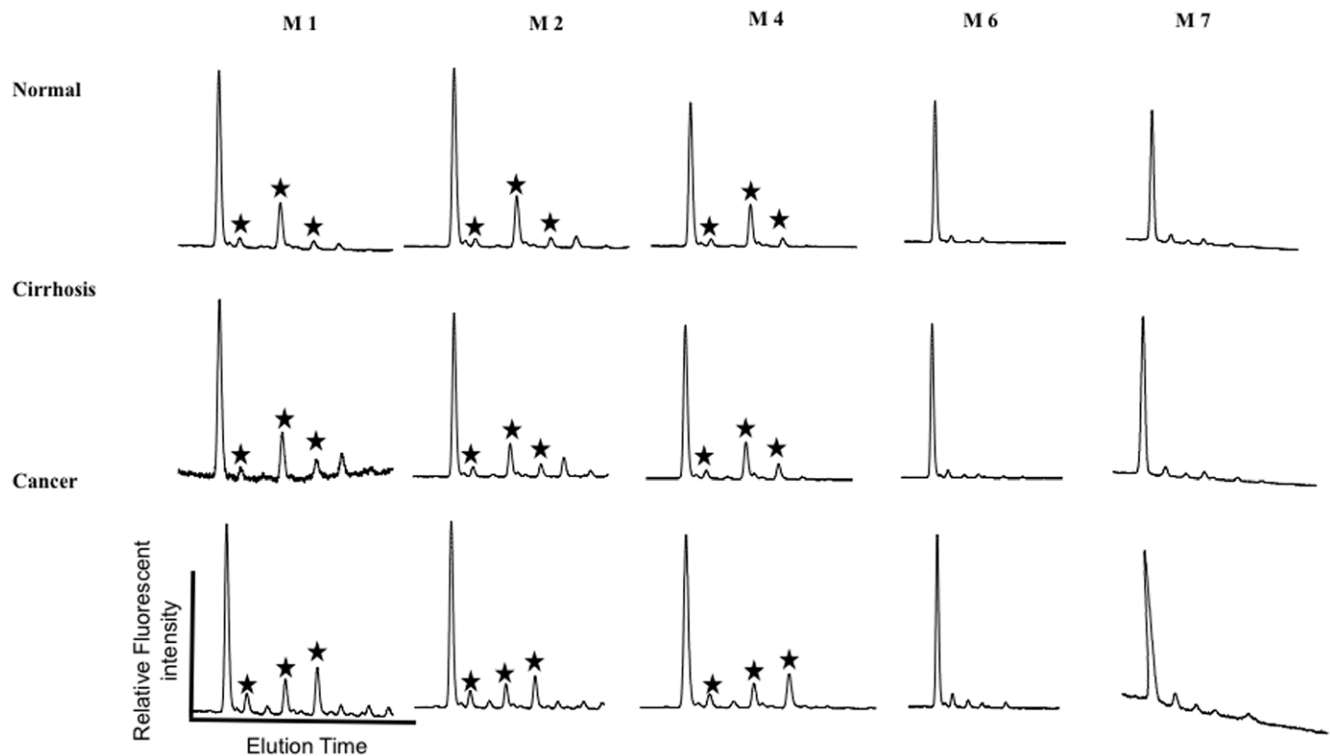 M 1
M 2
M 4
M 6
M 7
Normal
Cirrhosis
Cancer
Relative Fluorescent
intensity
Elution Time